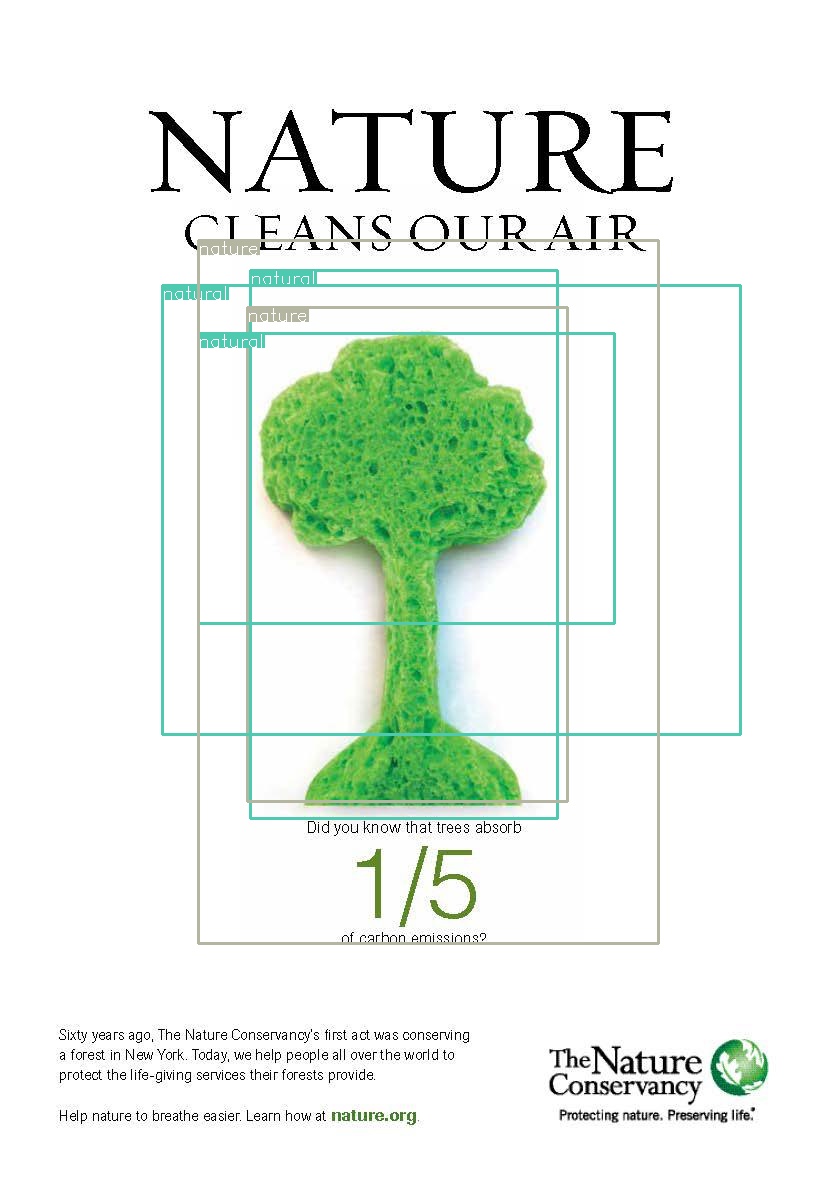 NATURE
CLEANS OUR AIR
nature
natural
natural
nature
natural
Did you know that trees absorb
1/5
of carbon emissions?
Sixty years ago, The Nature Conservancy's first act was conserving
a forest in New York. Today, we help people all over the world to
protect the life-giving services their forests provide.
Help nature to breathe easier. Learn how at nature.org.
The Nature
Conservancy
Protecting nature. Preserving life.